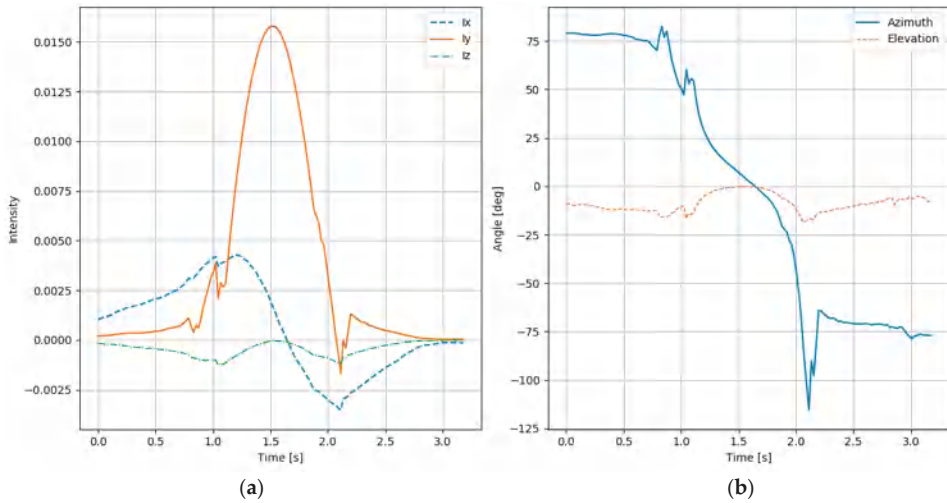 Ix
Iy
Iz
0.0150
0.0125
0.0100
0.0075
0.0050
0.0025
0.0000
−0.0025
Intensity
0.0 0.5 1.0 1.5 2.0 2.5 3.0
Time [s]
(a)
Azimuth
Elevation
75
50
25
0
−25
−50
−75
−100
−125
Angle [deg]
0.0 0.5 1.0 1.5 2.0 2.5 3.0
Time [s]
(b)